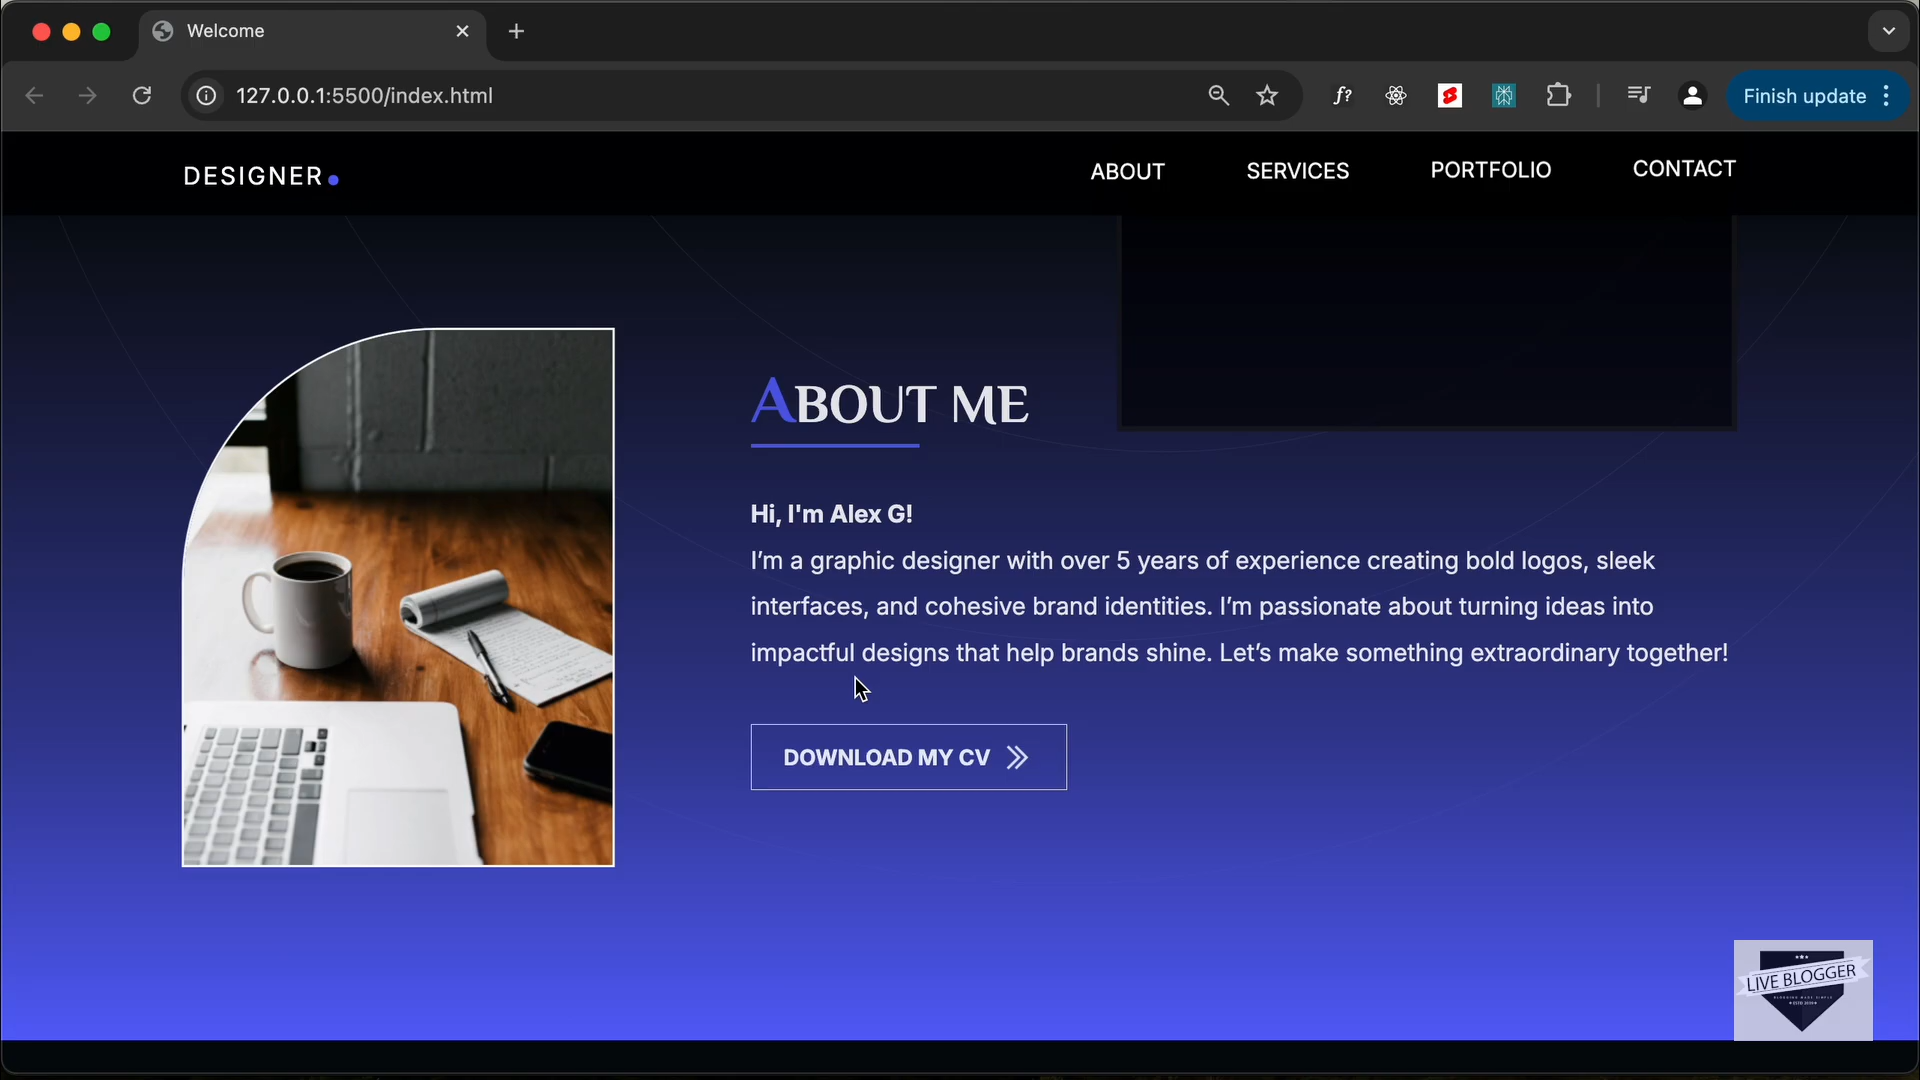 Welcome
127.0.0.1:5500/index.html
f?
Finish update
DESIGNER.
ABOUT
SERVICES
PORTFOLIO
CONTACT
ABOUT ME
Hi, I'm Alex G!
I’m a graphic designer with over 5 years of experience creating bold logos, sleek
interfaces, and cohesive brand identities. I’m passionate about turning ideas into
impactful designs that help brands shine. Let’s make something extraordinary together!
DOWNLOAD MY CV
LIVE BLOGGER